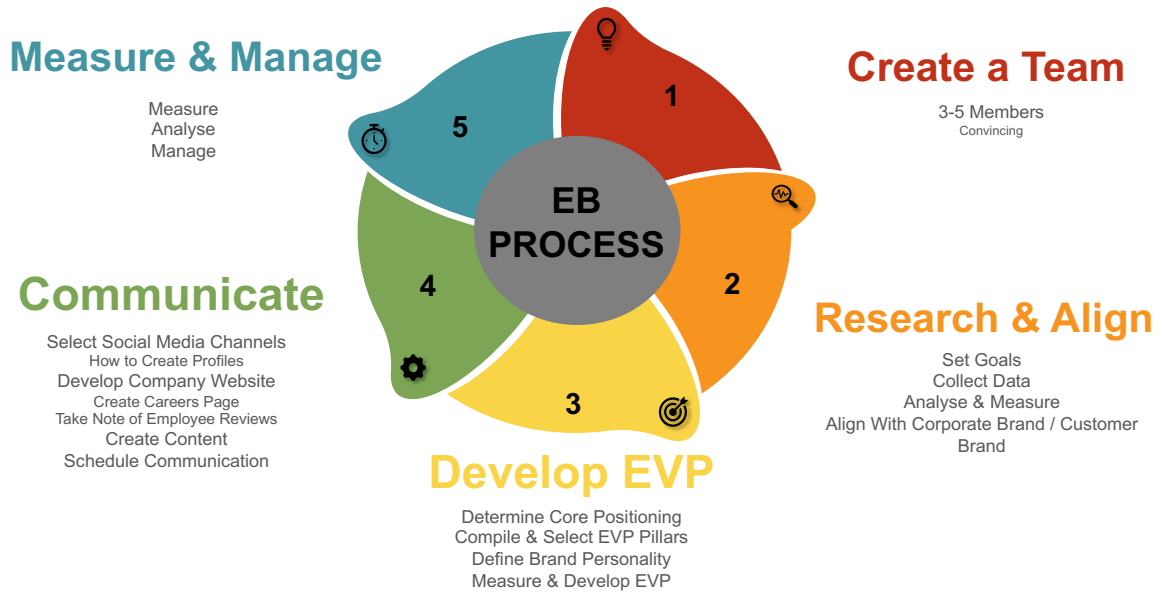 Measure & Manage
Measure
Analyse
Manage
5
1
Create a Team
3-5 Members
Convincing
EB
PROCESS
4
2
Communicate
Select Social Media Channels
How to Create Profiles
Develop Company Website
Create Careers Page
Take Note of Employee Reviews
Create Content
Schedule Communication
Research & Align
Set Goals
Collect Data
Analyse & Measure
Align With Corporate Brand / Customer
Brand
3
Develop EVP
Determine Core Positioning
Compile & Select EVP Pillars
Define Brand Personality
Measure & Develop EVP